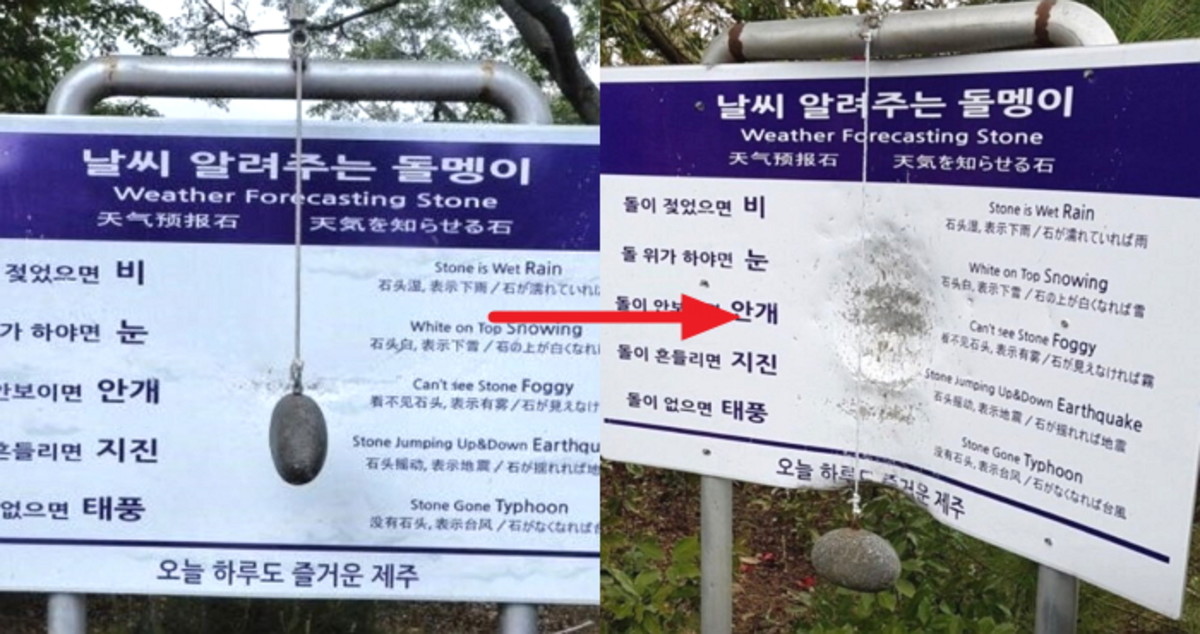 날씨 알려주는 돌멩이
Weather Forecasting Stone
天气预报石 天気を知らせる石
젖었으면 비
Stone is Wet Rain
石头湿, 表示下雨 / 石が濡れていれば
가 하야면 눈
White on Top Snowing
石头白, 表示下雪 / 石の上が白くなれ
안보이면 안개
Can't see Stone Foggy
看不见石头, 表示有雾 / 石が見えなけ
흔들리면 지진
Stone Jumping Up&Down Earthqu
石头摇动, 表示地震 / 石が揺れれば地
없으면 태풍
Stone Gone Typhoon
没有石头, 表示台风 / 石がなくなれば台
오늘 하루도 즐거운 제주
날씨 알려주는 돌멩이
Weather Forecasting Stone
天气预报石 天気を知らせる石
돌이 젖었으면 비
Stone is Wet Rain
石头湿, 表示下雨 / 石が濡れていれば雨
돌 위가 하야면 눈
White on Top Snowing
石头白, 表示下雪 / 石の上が白くなれば雪
돌이 안개
Can't see Stone Foggy
看不见石头, 表示有雾 / 石が見えなければ霧
돌이 흔들리면 지진
Stone Jumping Up&Down Earthquake
石头摇动, 表示地震 / 石が揺れれば地震
돌이 없으면 태풍
Stone Gone Typhoon
没有石头, 表示台风 / 石がなくなれば台風
오늘 하루도 즐거운 제주